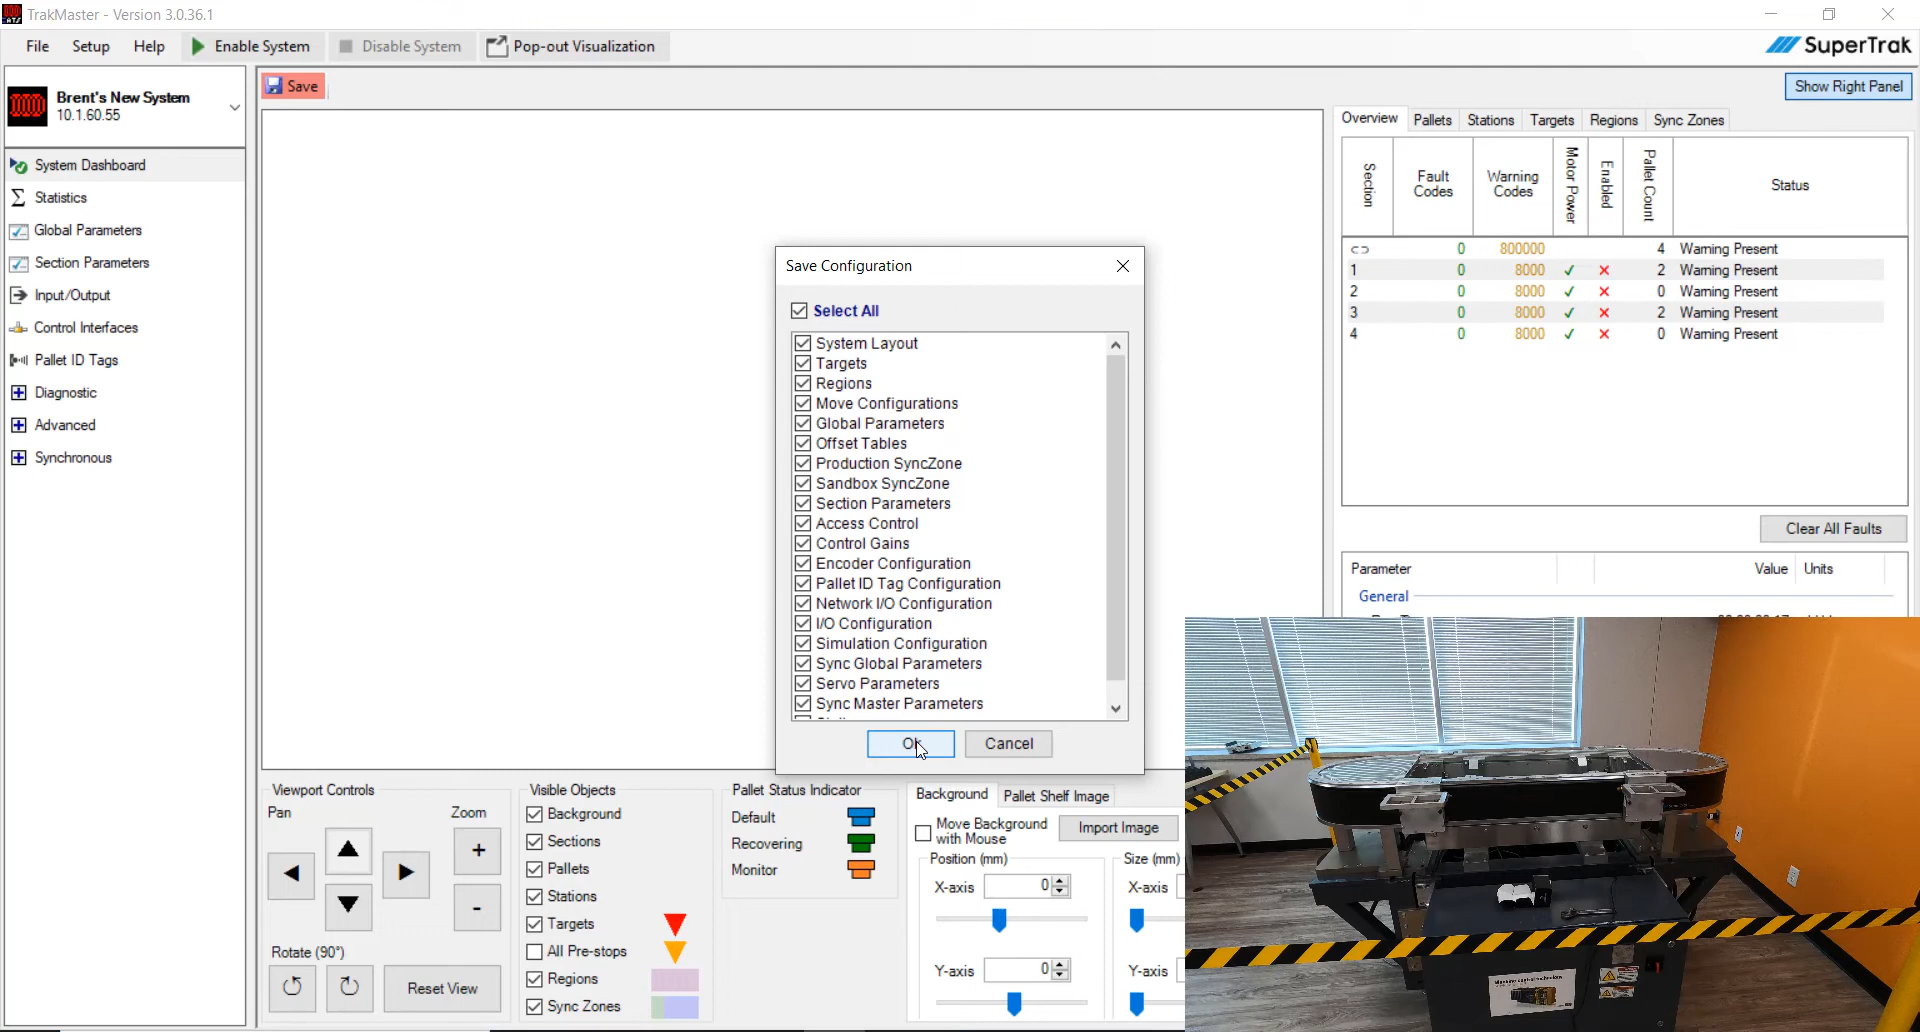 TrakMaster - Version 3.0.36.1
File Setup Help Enable System Disable System Pop-out Visualization
SuperTrak
Brent's New System
10.1.60.55
Save
Show Right Panel
System Dashboard
Statistics
Global Parameters
Section Parameters
Input/Output
Control Interfaces
Pallet ID Tags
Diagnostic
Advanced
Synchronous
Save Configuration
Select All
System Layout
Targets
Regions
Move Configurations
Global Parameters
Offset Tables
Production SyncZone
Sandbox SyncZone
Section Parameters
Access Control
Control Gains
Encoder Configuration
Pallet ID Tag Configuration
Network I/O Configuration
I/O Configuration
Simulation Configuration
Sync Global Parameters
Servo Parameters
Sync Master Parameters
Ok Cancel
Overview Pallets Stations Targets Regions Sync Zones
Section Fault Codes Warning Codes Motor Power Enabled Pallet Count Status
0 800000 4 Warning Present
1 0 8000 ✓ ✕ 2 Warning Present
2 0 8000 ✓ ✕ 0 Warning Present
3 0 8000 ✓ ✕ 2 Warning Present
4 0 8000 ✓ ✕ 0 Warning Present
Clear All Faults
Parameter Value Units
General
Viewport Controls
Pan Zoom
+
-
Rotate (90°)
Reset View
Visible Objects
Background
Sections
Pallets
Stations
Targets
All Pre-stops
Regions
Sync Zones
Pallet Status Indicator
Default
Recovering
Monitor
Background Pallet Shelf Image
Move Background
with Mouse
Import Image
Position (mm) Size (mm)
X-axis 0 X-axis
Y-axis 0 Y-axis